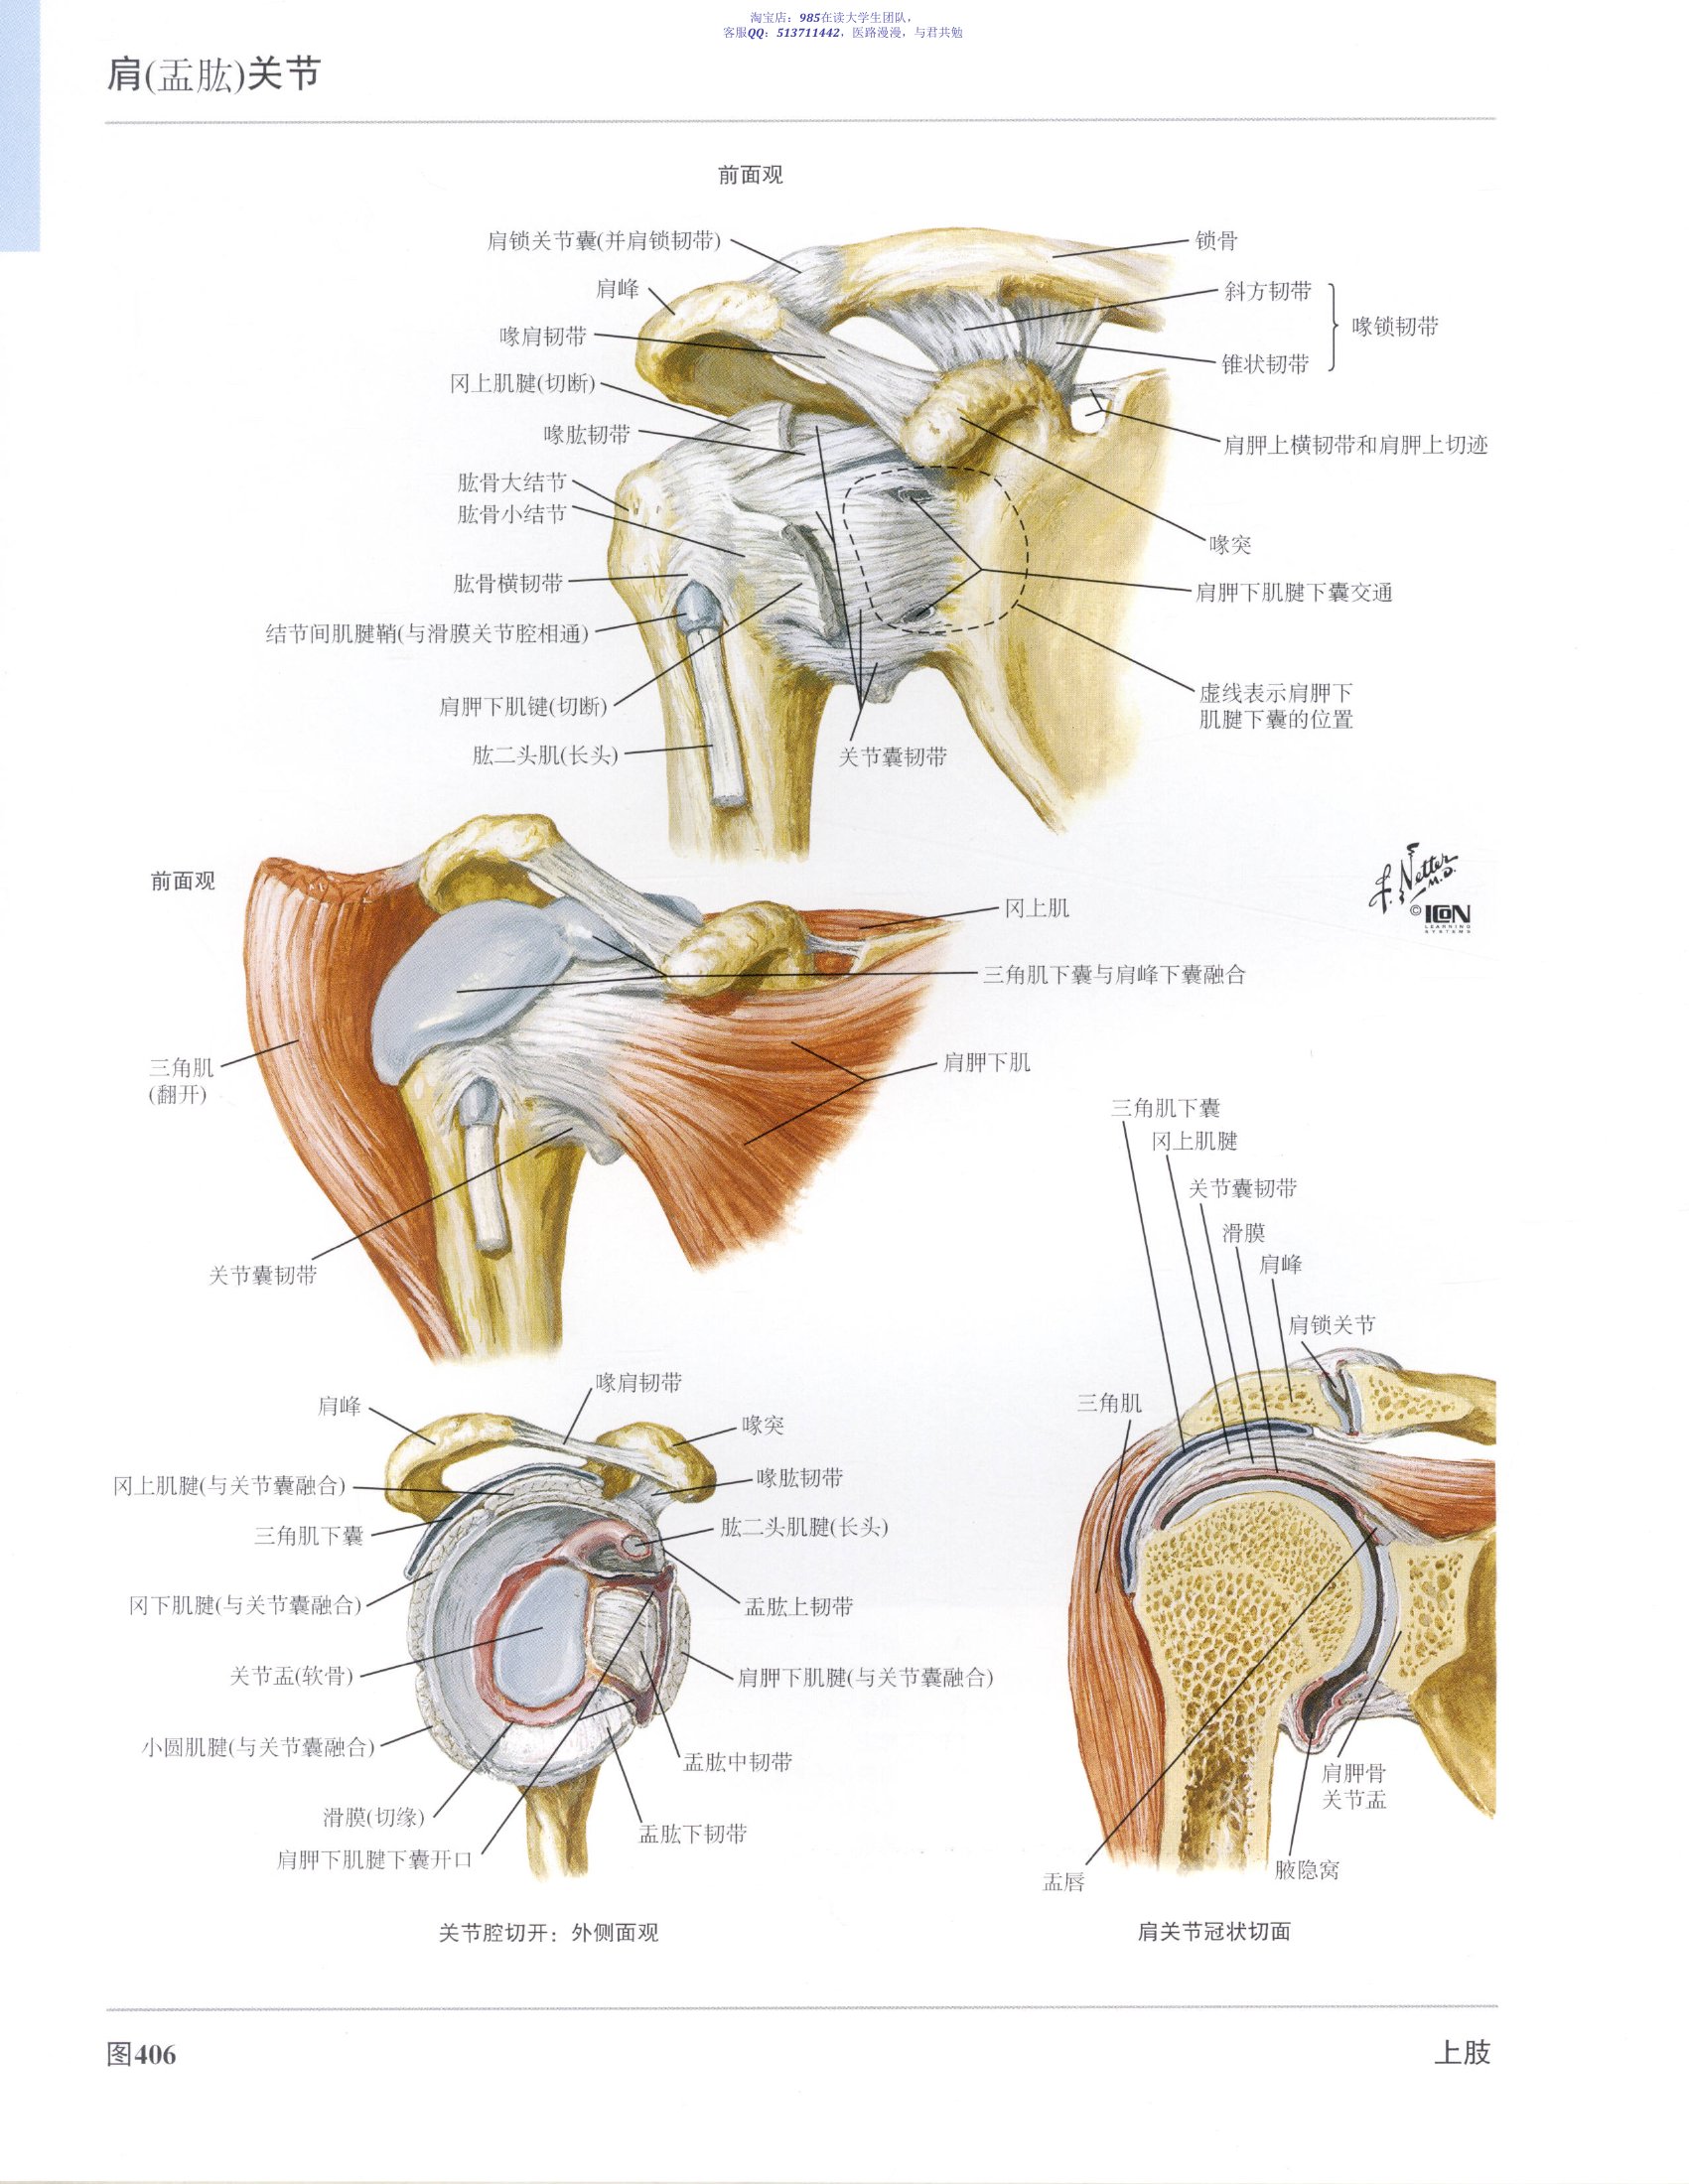 淘宝店：985在读大学生团队，
客服QQ：513711442，医路漫漫，与君共勉
肩(盂肱)关节
前面观
肩锁关节囊(并肩锁韧带)
肩峰
喙肩韧带
冈上肌腱(切断)
喙肱韧带
肱骨大结节
肱骨小结节
肱骨横韧带
结节间肌腱鞘(与滑膜关节腔相通)
肩胛下肌键(切断)
肱二头肌(长头)
关节囊韧带
锁骨
斜方韧带
喙锁韧带
锥状韧带
肩胛上横韧带和肩胛上切迹
喙突
肩胛下肌腱下囊交通
虚线表示肩胛下
肌腱下囊的位置
F. Netter
M.D.
© ICON
LEARNING
SYSTEMS
前面观
冈上肌
三角肌下囊与肩峰下囊融合
三角肌
(翻开)
肩胛下肌
关节囊韧带
肩峰
喙肩韧带
喙突
冈上肌腱(与关节囊融合)
喙肱韧带
三角肌下囊
肱二头肌腱(长头)
冈下肌腱(与关节囊融合)
盂肱上韧带
关节盂(软骨)
肩胛下肌腱(与关节囊融合)
小圆肌腱(与关节囊融合)
盂肱中韧带
滑膜(切缘)
盂肱下韧带
肩胛下肌腱下囊开口
关节腔切开：外侧面观
三角肌下囊
冈上肌腱
关节囊韧带
滑膜
肩峰
肩锁关节
三角肌
肩胛骨
关节盂
腋隐窝
盂唇
肩关节冠状切面
图406
上肢